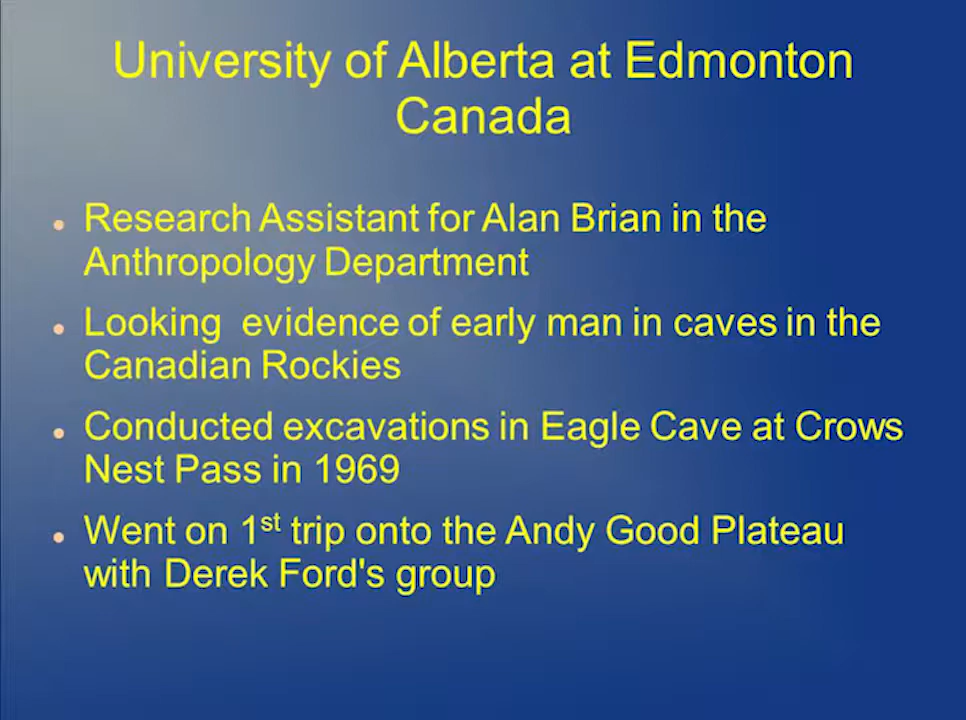 University of Alberta at Edmonton
Canada
Research Assistant for Alan Brian in the
Anthropology Department
Looking  evidence of early man in caves in the
Canadian Rockies
Conducted excavations in Eagle Cave at Crows
Nest Pass in 1969
Went on 1st trip onto the Andy Good Plateau
with Derek Ford's group